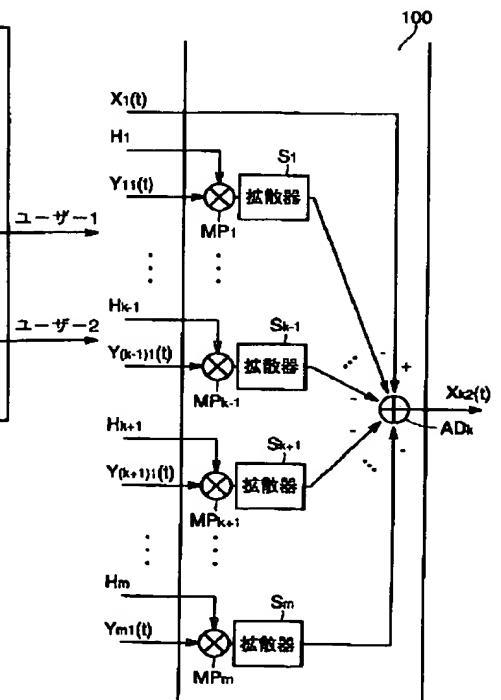 100
X1(t)
H1
S1
Y11(t)
拡散器
MP1
ユーザー1
Hk-1
Sk-1
ユーザー2
Y(k-1)1(t)
拡散器
MPk-1
- +
-
Xk2(t)
ADk
Hk+1
Sk+1
- -
Y(k+1)1(t)
拡散器
MPk+1
Hm
Sm
Ym1(t)
拡散器
MPm